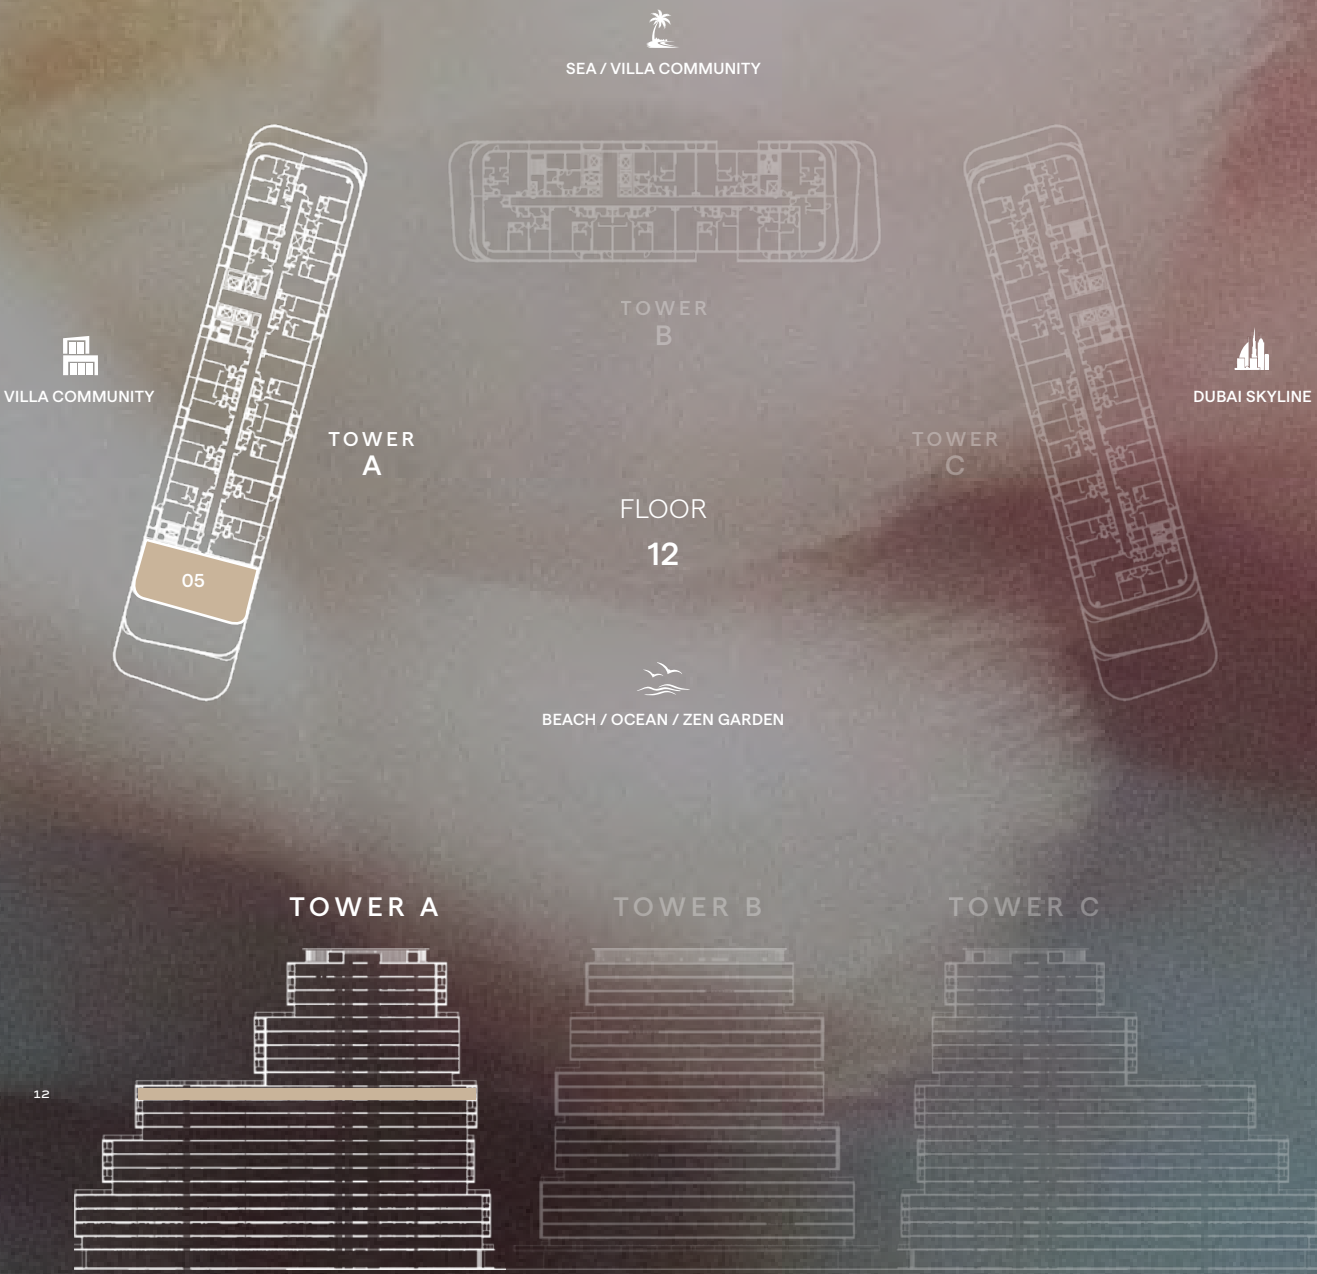 SEA / VILLA COMMUNITY
TOWER
B
VILLA COMMUNITY
DUBAI SKYLINE
TOWER
A
TOWER
C
FLOOR
12
05
BEACH / OCEAN / ZEN GARDEN
TOWER A
TOWER B
TOWER C
12